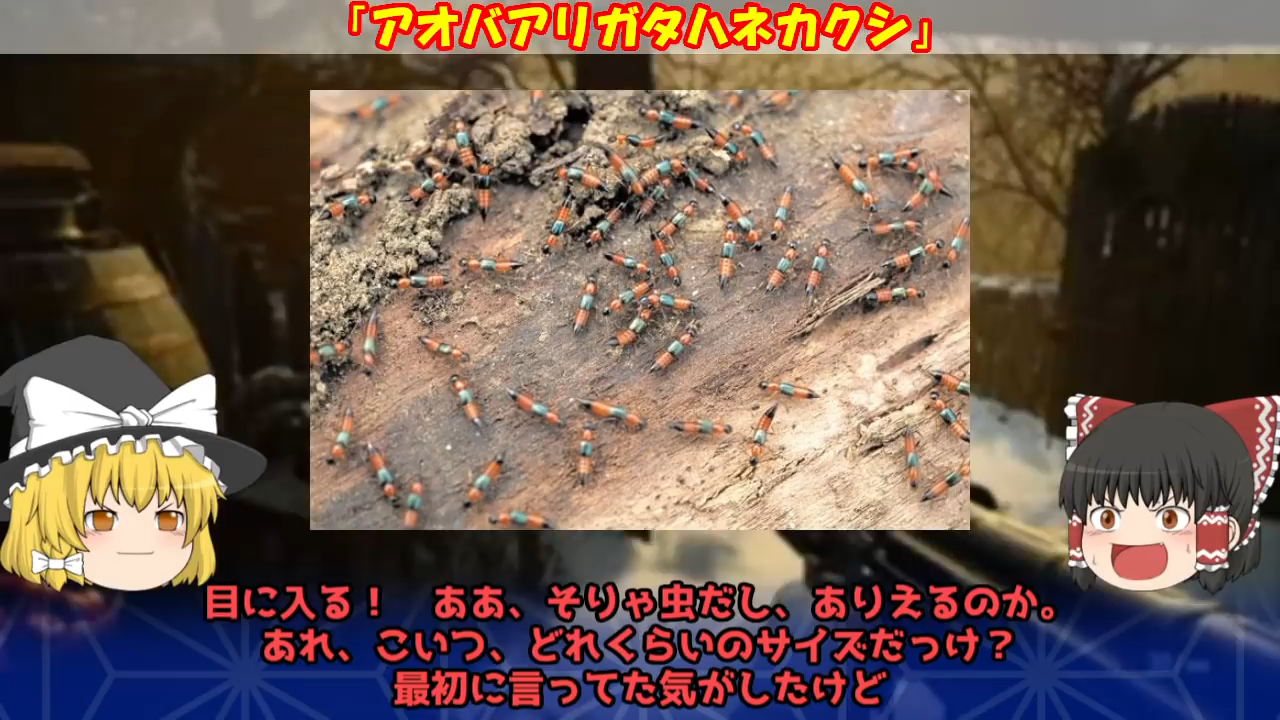 「アオバアリガタハネカクシ」
目に入る！　ああ、そりゃ虫だし、ありえるのか。
あれ、こいつ、どれくらいのサイズだっけ？
最初に言ってた気がしたけど